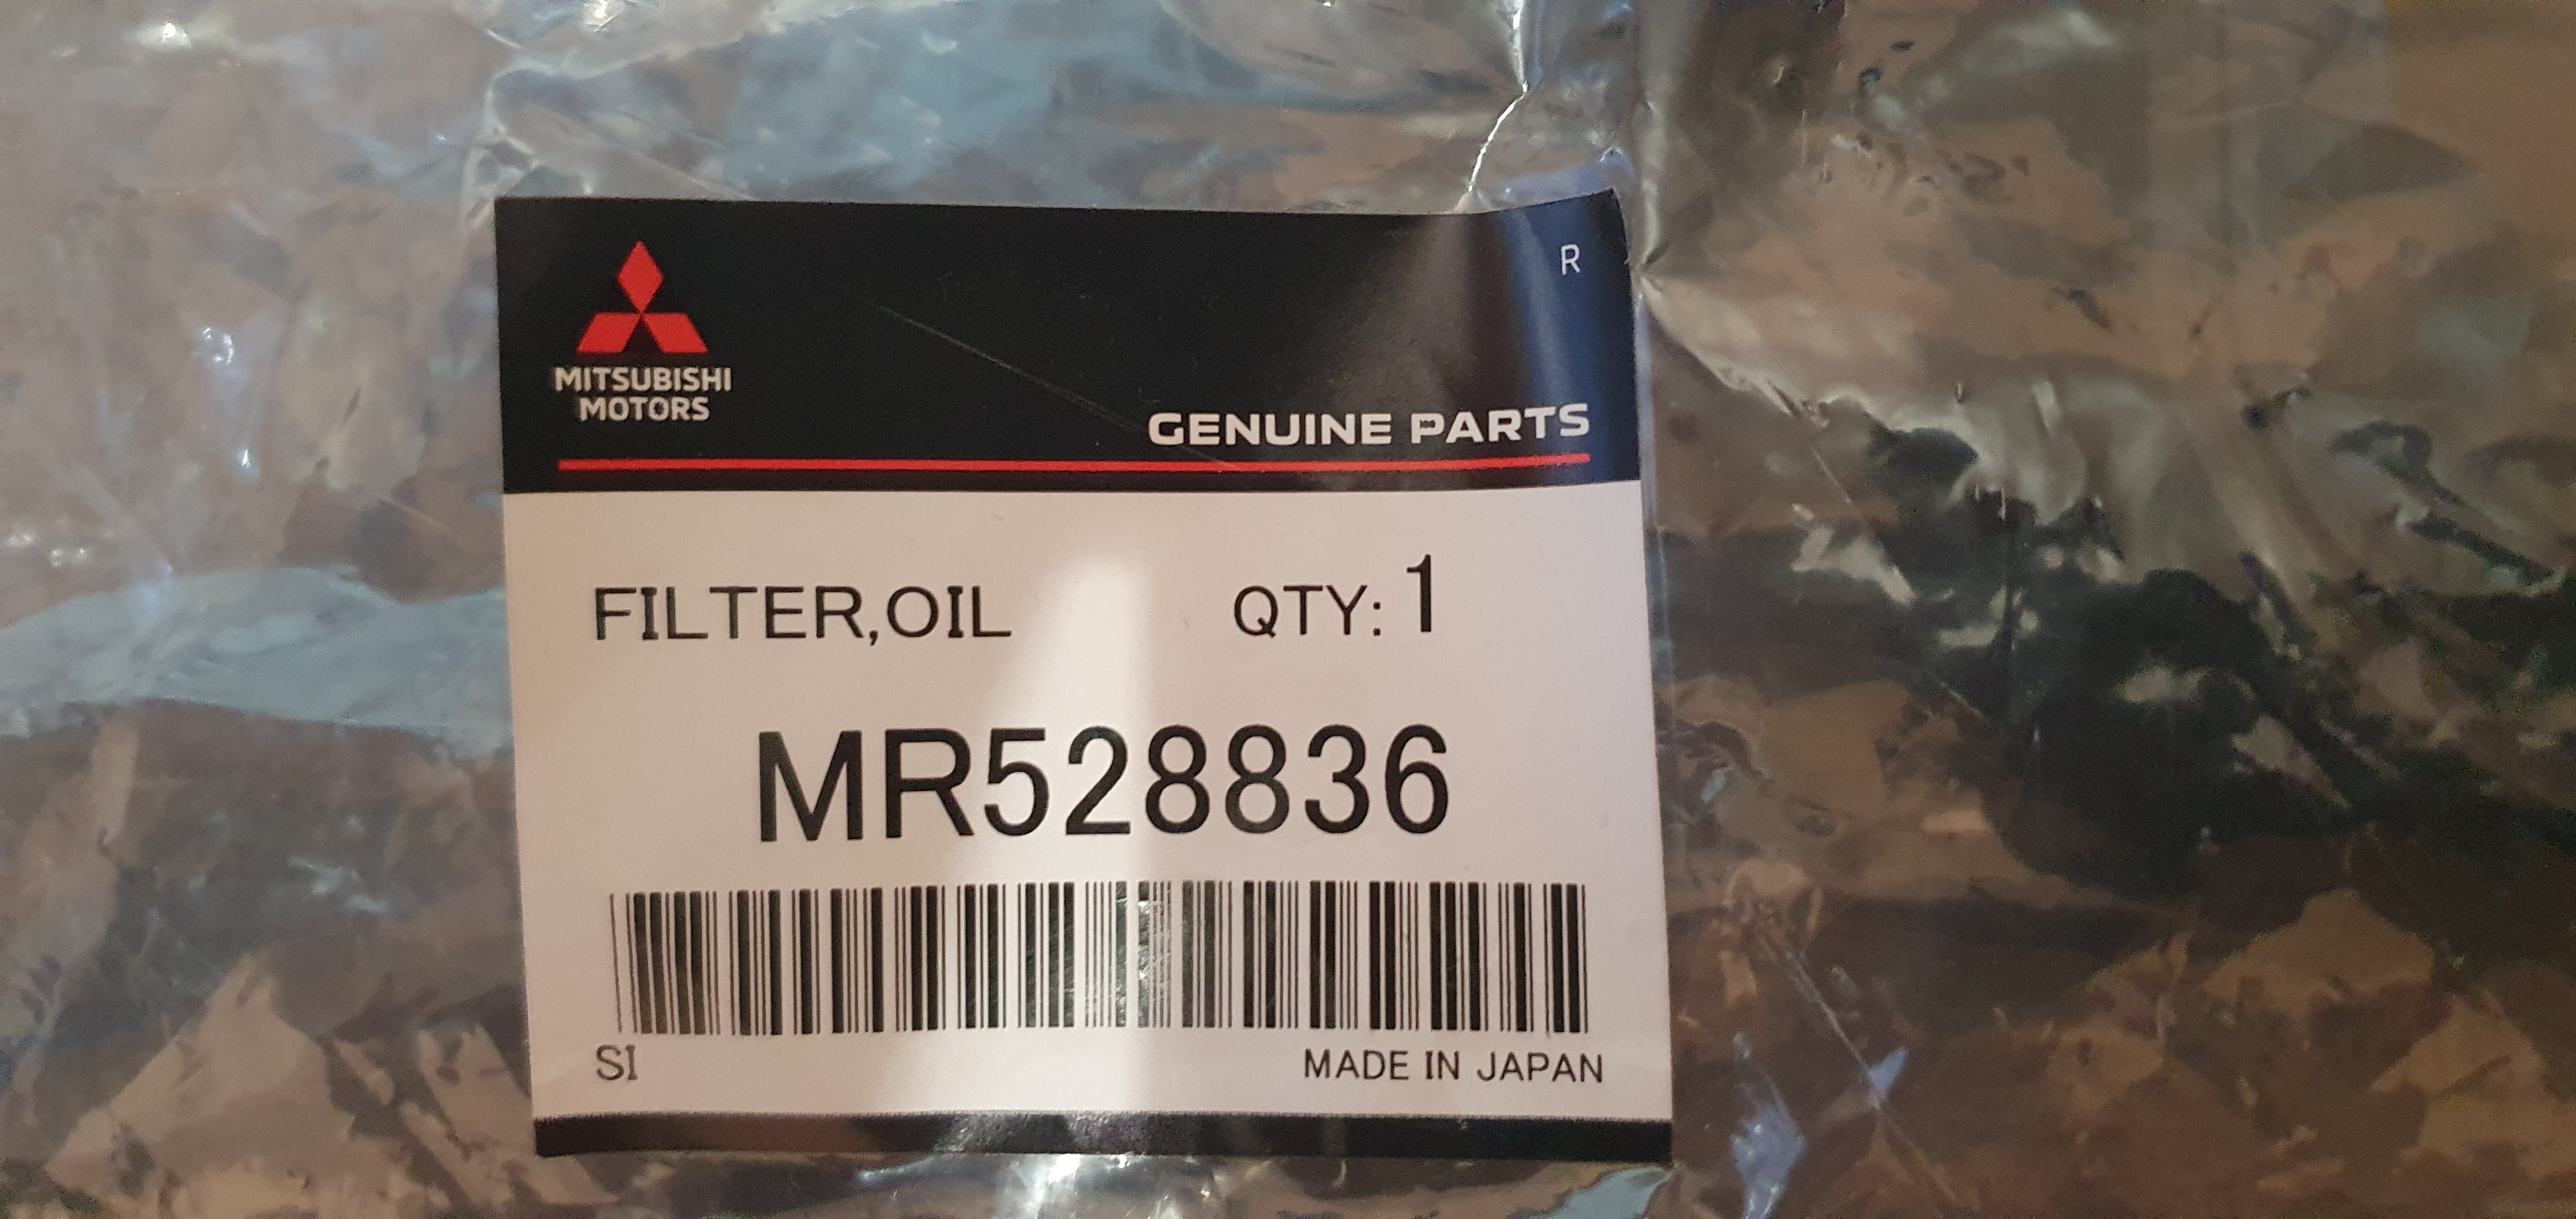 R
MITSUBISHI
MOTORS
GENUINE PARTS
FILTER,OIL QTY: 1
MR528836
SI MADE IN JAPAN